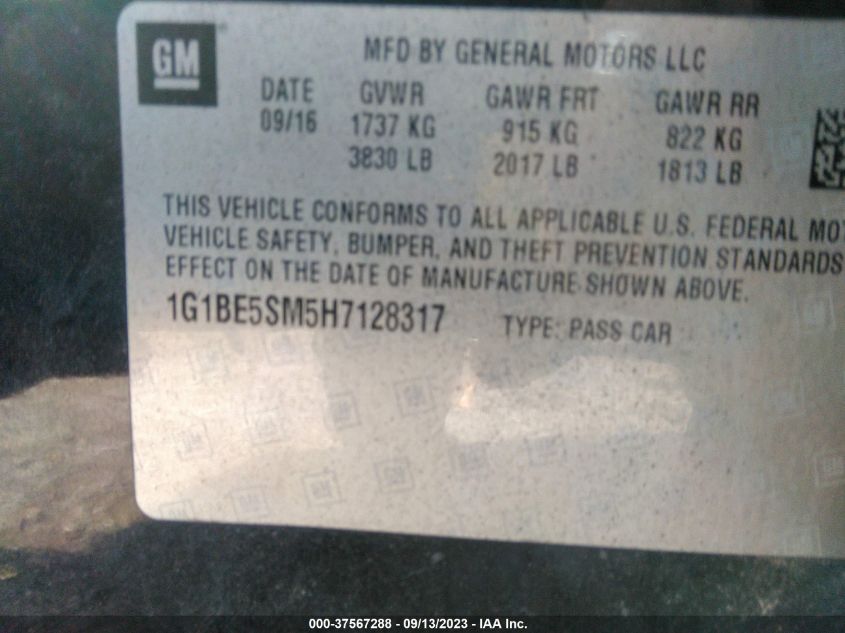 GM
MFD BY GENERAL MOTORS LLC
DATE GVWR GAWR FRT GAWR RR
09/16 1737 KG 915 KG 822 KG
3830 LB 2017 LB 1813 LB
THIS VEHICLE CONFORMS TO ALL APPLICABLE U.S. FEDERAL MOT
VEHICLE SAFETY, BUMPER, AND THEFT PREVENTION STANDARDS
EFFECT ON THE DATE OF MANUFACTURE SHOWN ABOVE.
1G1BE5SM5H7128317 TYPE: PASS CAR
000-37567288 - 09/13/2023 - IAA Inc.